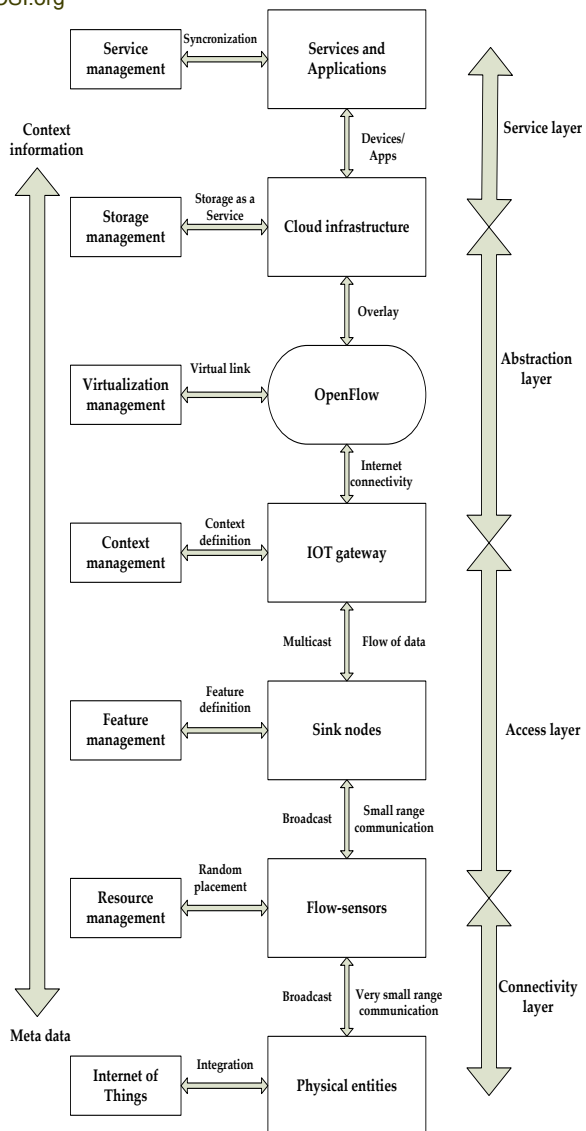 Service
management
Syncronization
Services and
Applications
Devices/
Apps
Service layer
Context
information
Storage
management
Storage as a
Service
Cloud infrastructure
Overlay
Virtualization
management
Virtual link
OpenFlow
Abstraction
layer
Internet
connectivity
Context
management
Context
definition
IOT gateway
Multicast
Flow of data
Feature
management
Feature
definition
Sink nodes
Access layer
Broadcast
Small range
communication
Resource
management
Random
placement
Flow-sensors
Broadcast
Very small range
communication
Connectivity
layer
Meta data
Internet of
Things
Integration
Physical entities